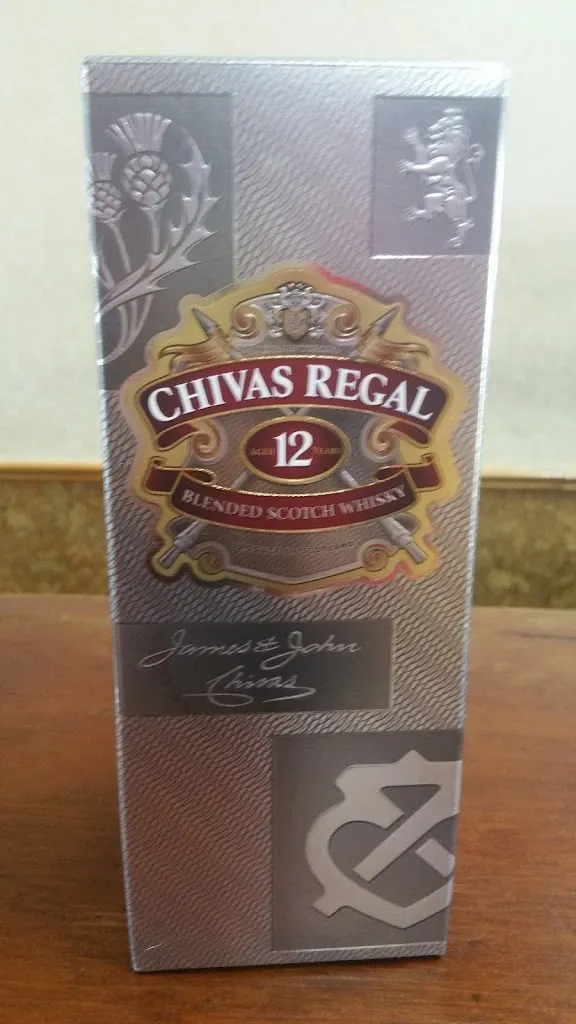 CHIVAS REGAL
AGED 12 YEARS
BLENDED SCOTCH WHISKY
James & John
Chivas